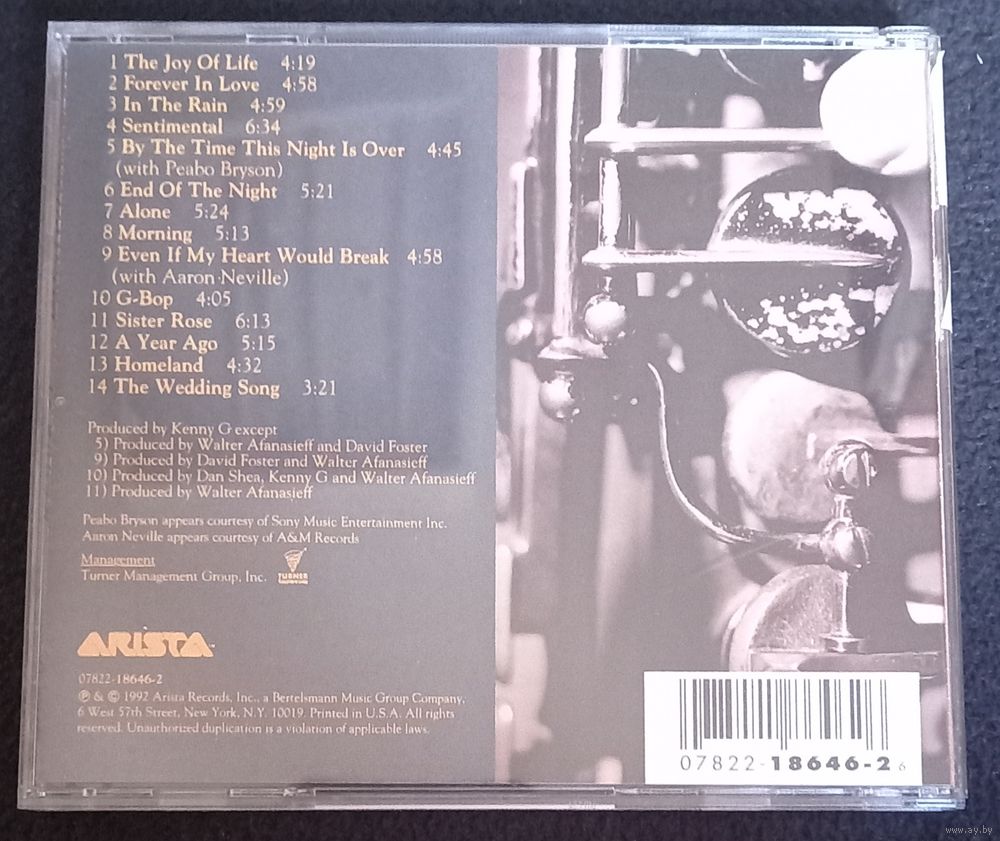 1 The Joy Of Life 4:19
2 Forever In Love 4:58
3 In The Rain 4:59
4 Sentimental 6:34
5 By The Time This Night Is Over 4:45
(with Peabo Bryson)
6 End Of The Night 5:21
7 Alone 5:24
8 Morning 5:13
9 Even If My Heart Would Break 4:58
(with Aaron Neville)
10 G-Bop 4:05
11 Sister Rose 6:13
12 A Year Ago 5:15
13 Homeland 4:32
14 The Wedding Song 3:21
Produced by Kenny G except
5) Produced by Walter Afanasieff and David Foster
9) Produced by David Foster and Walter Afanasieff
10) Produced by Dan Shea, Kenny G and Walter Afanasieff
11) Produced by Walter Afanasieff
Peabo Bryson appears courtesy of Sony Music Entertainment Inc.
Aaron Neville appears courtesy of A&M Records
Management
Turner Management Group, Inc.
TURNER
ARISTA
07822-18646-2
℗ & © 1992 Arista Records, Inc., a Bertelsmann Music Group Company,
6 West 57th Street, New York, N.Y. 10019. Printed in U.S.A. All rights
reserved. Unauthorized duplication is a violation of applicable laws.
07822-18646-2 6
www.ay.by